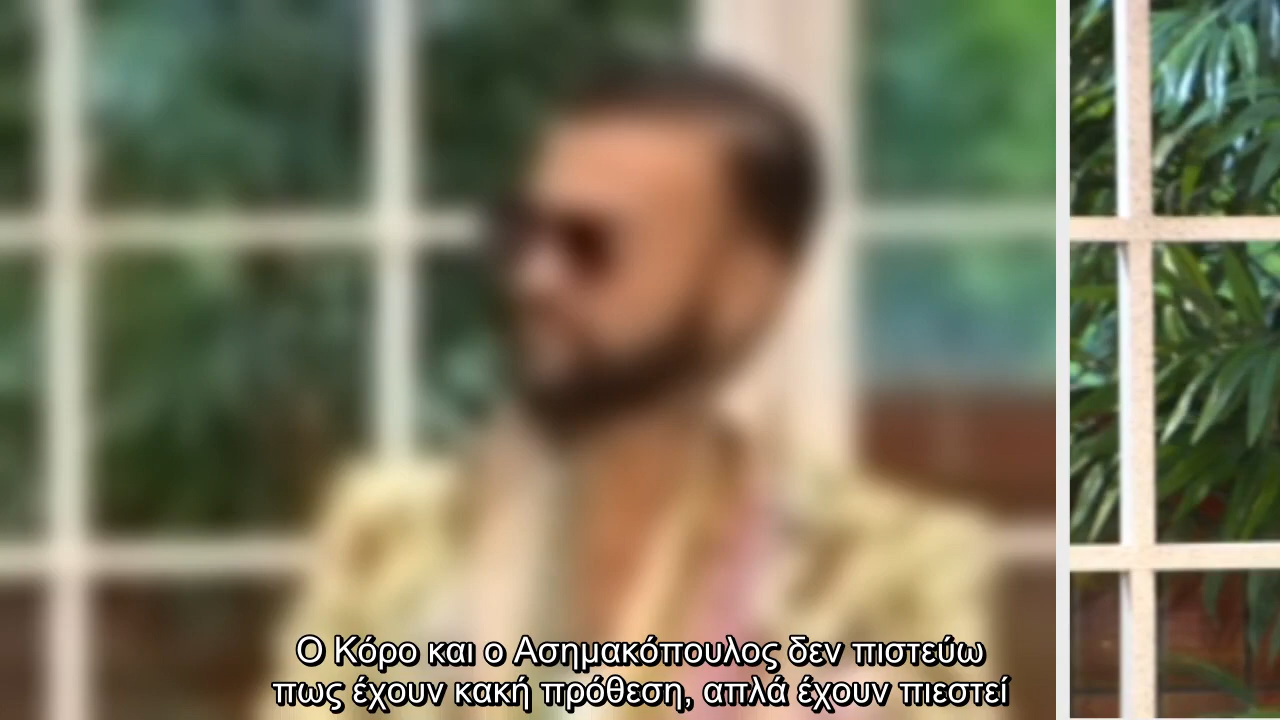 Ο Κόρο και ο Ασημακόπουλος δεν πιστεύω
πως έχουν κακή πρόθεση, απλά έχουν πιεστεί